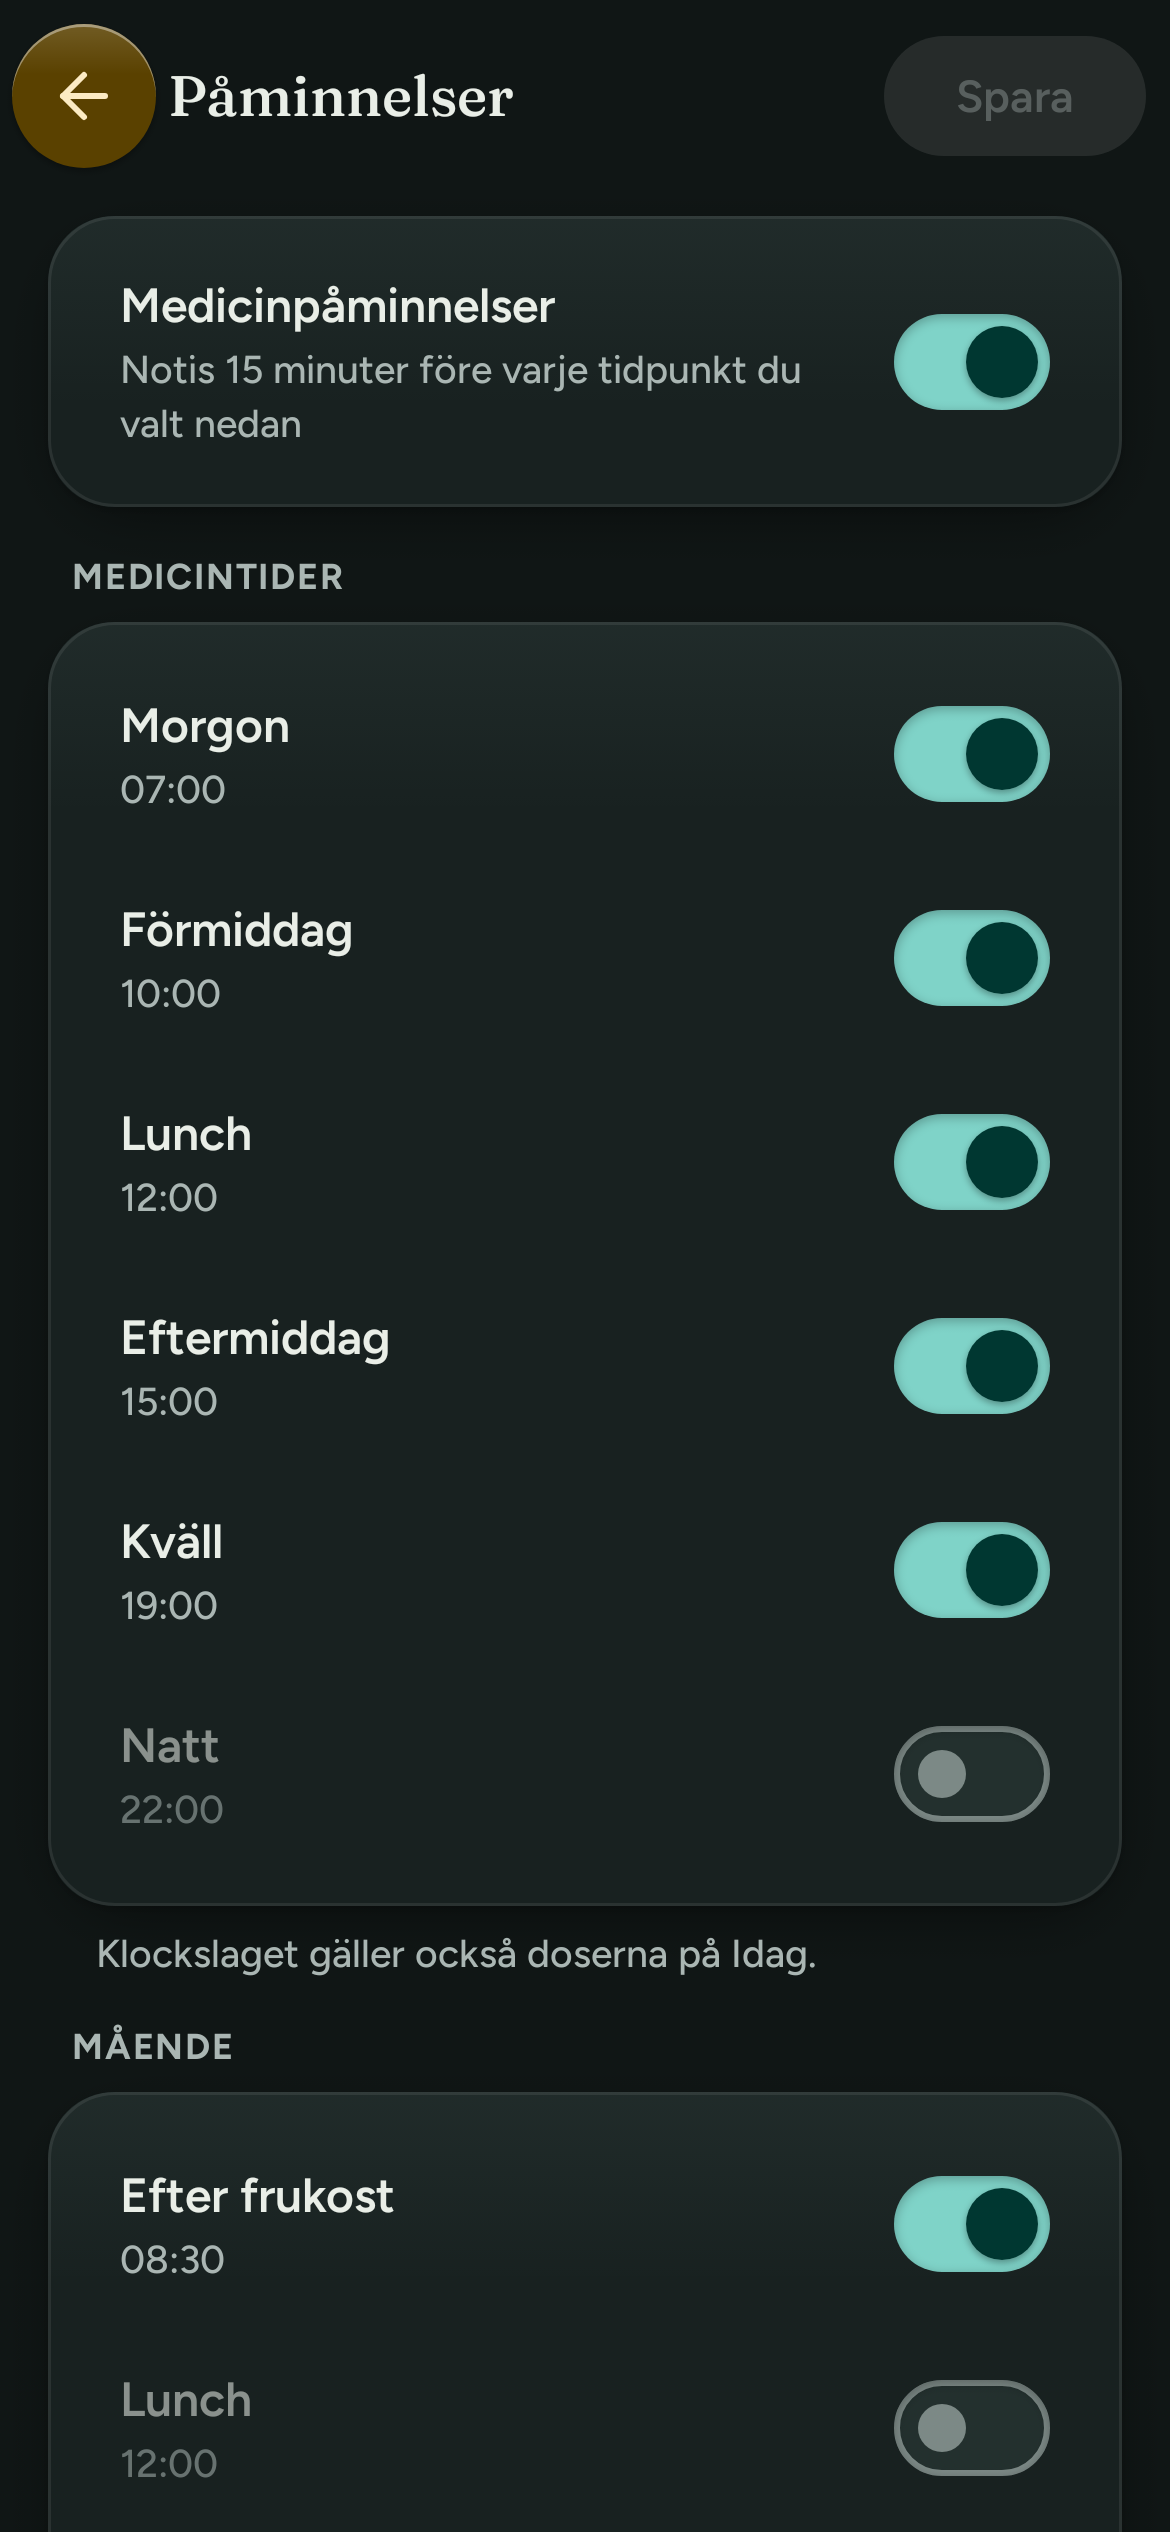 Påminnelser
Spara
Medicinpåminnelser
Notis 15 minuter före varje tidpunkt du
valt nedan
MEDICINTIDER
Morgon
07:00
Förmiddag
10:00
Lunch
12:00
Eftermiddag
15:00
Kväll
19:00
Natt
22:00
Klockslaget gäller också doserna på Idag.
MÅENDE
Efter frukost
08:30
Lunch
12:00